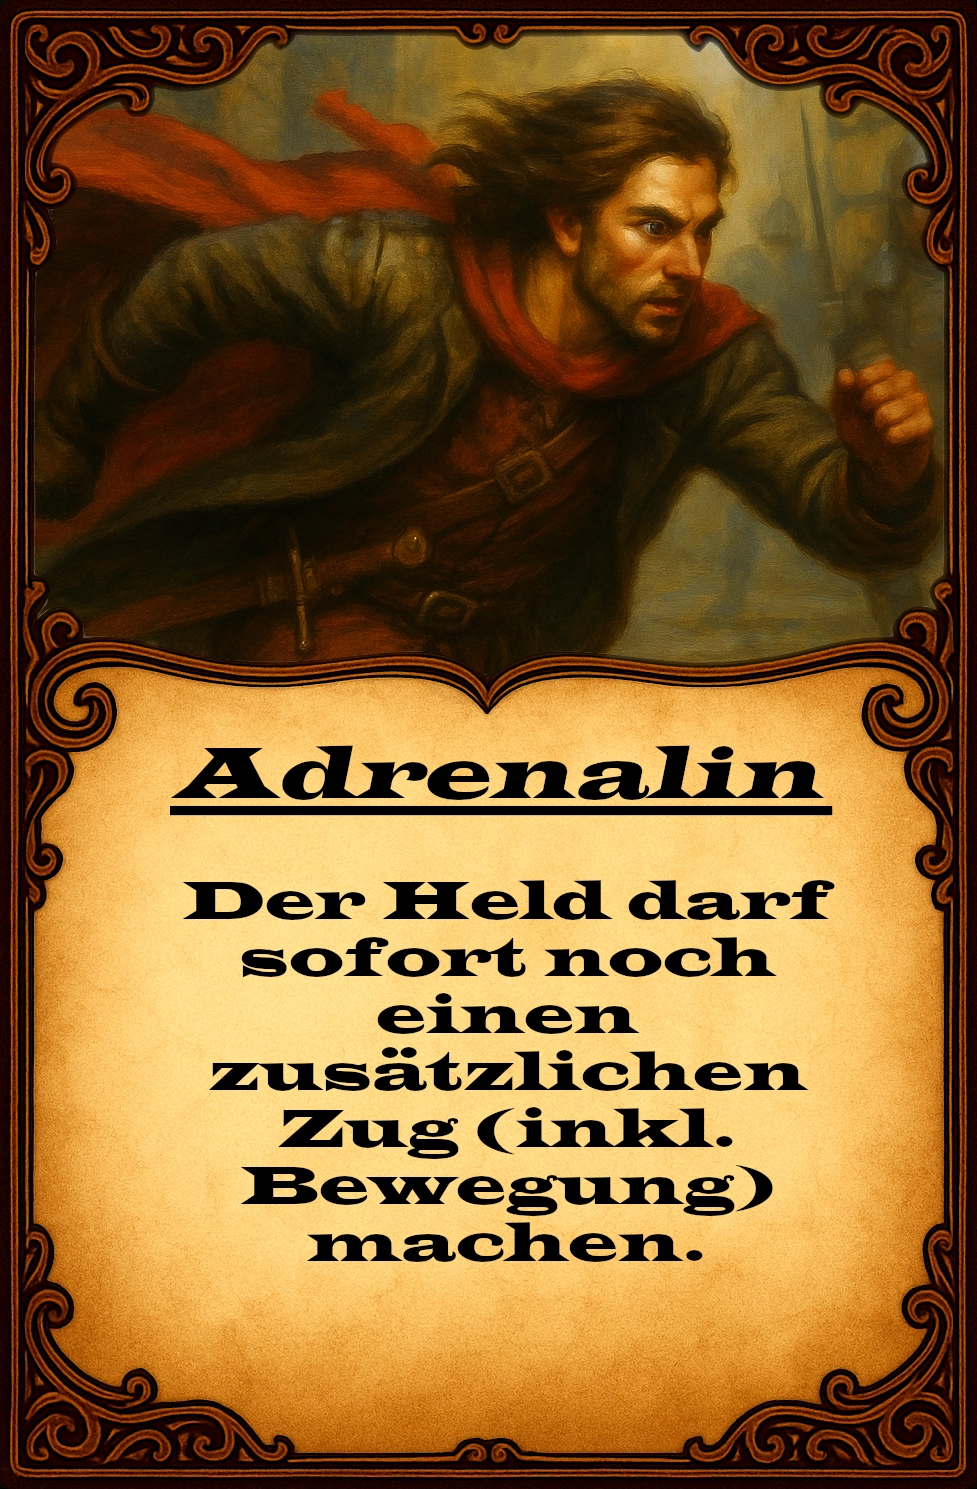 Adrenalin
Der Held darf
sofort noch
einen
zusätzlichen
Zug (inkl.
Bewegung)
machen.